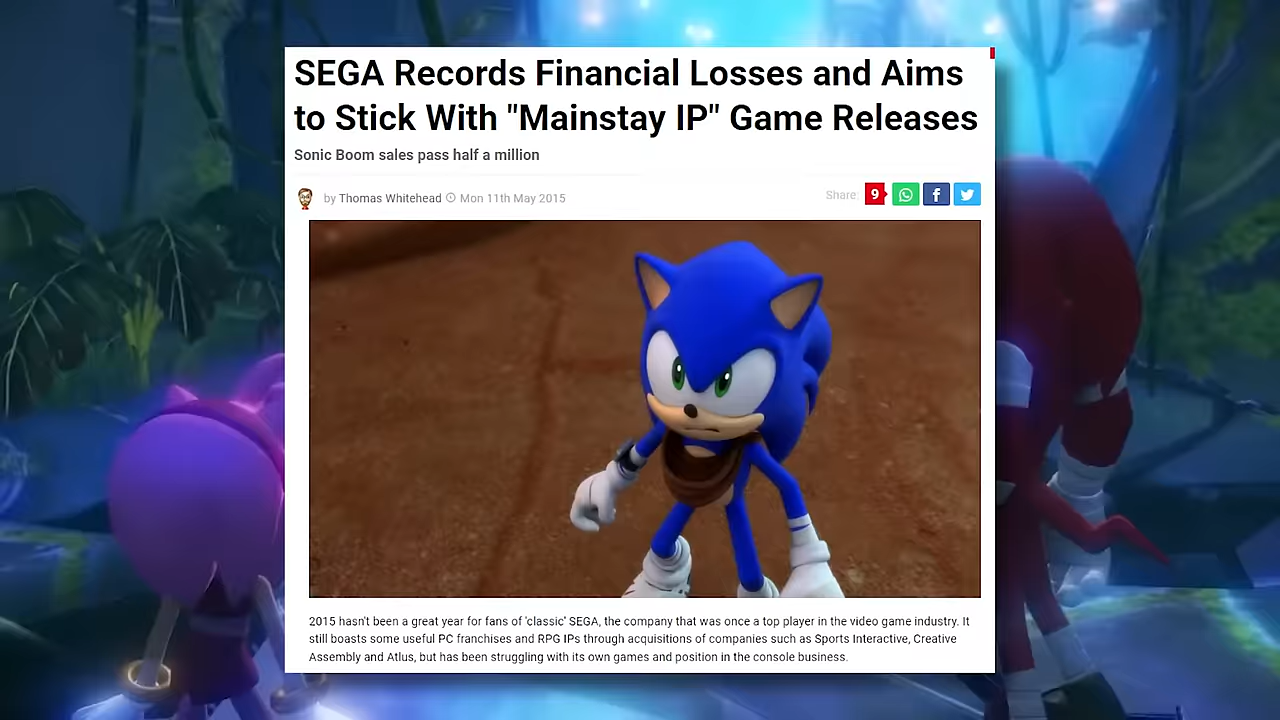 SEGA Records Financial Losses and Aims
to Stick With "Mainstay IP" Game Releases
Sonic Boom sales pass half a million
by Thomas Whitehead Mon 11th May 2015
Share: 9
2015 hasn't been a great year for fans of 'classic' SEGA, the company that was once a top player in the video game industry. It
still boasts some useful PC franchises and RPG IPs through acquisitions of companies such as Sports Interactive, Creative
Assembly and Atlus, but has been struggling with its own games and position in the console business.